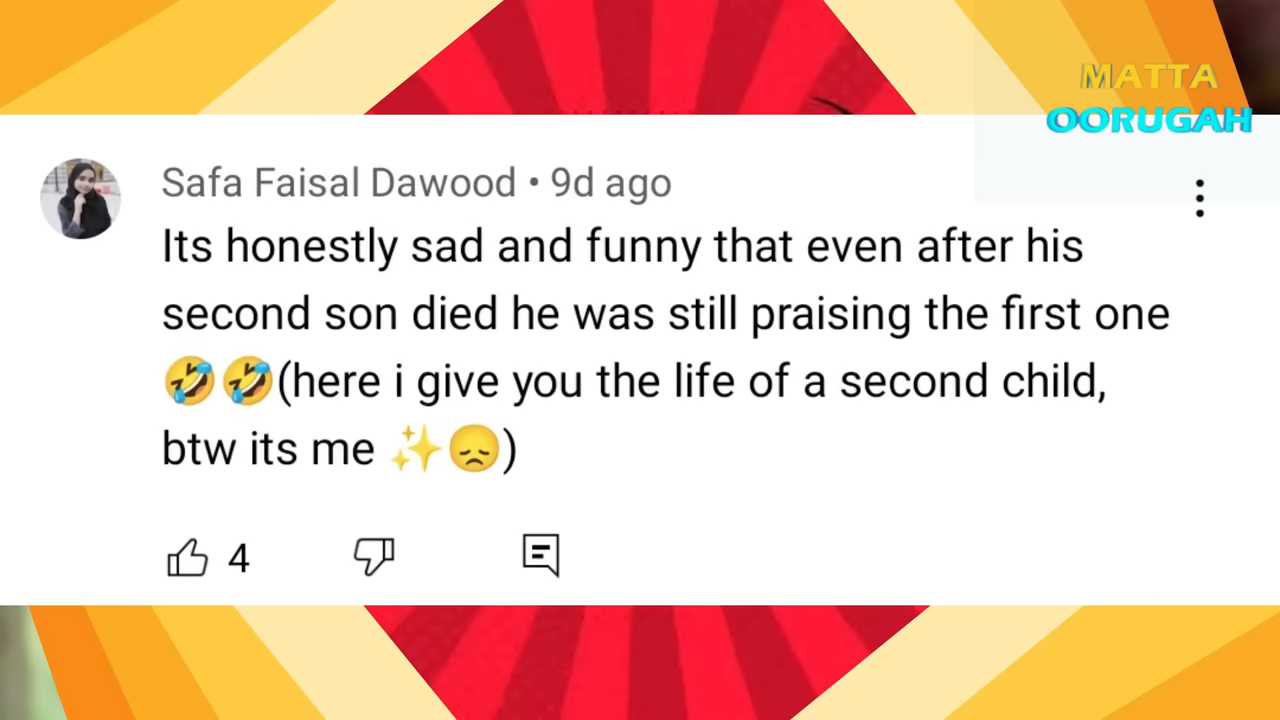 MATTA
OORUGAH
Safa Faisal Dawood • 9d ago
Its honestly sad and funny that even after his
second son died he was still praising the first one
🤣🤣(here i give you the life of a second child,
btw its me ✨😞)
4